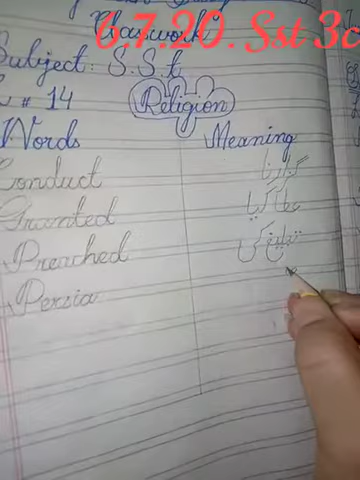 Classwork
6.7.20. Sst 3c
Subject: S.S.t
# 14
Religion
Words Meaning
Conduct گزارنا
Granted عطا کیا
Preached تبلیغ کی
Persia